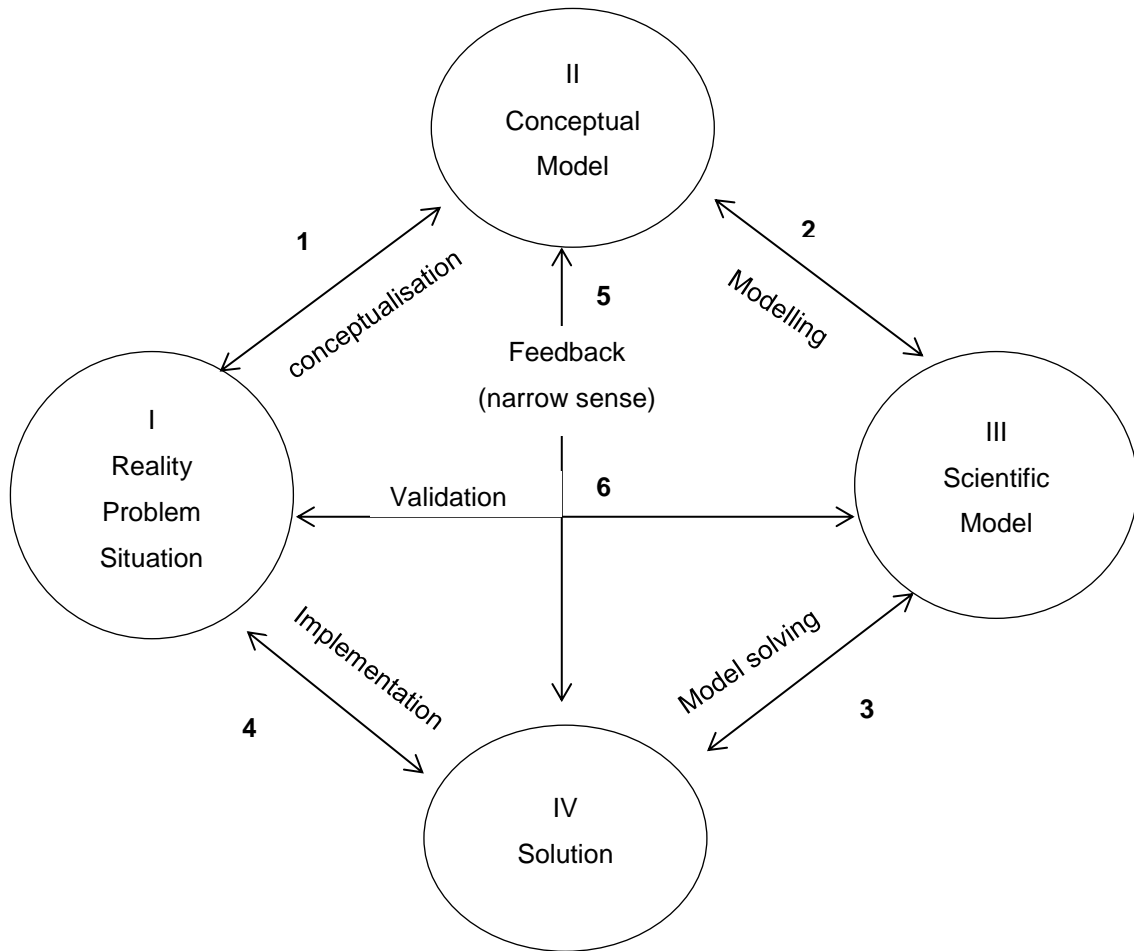 II
Conceptual
Model
1
2
conceptualisation
5
Modelling
Feedback
(narrow sense)
I
Reality
Problem
Situation
III
Scientific
Model
Validation
6
Implementation
Model solving
4
3
IV
Solution